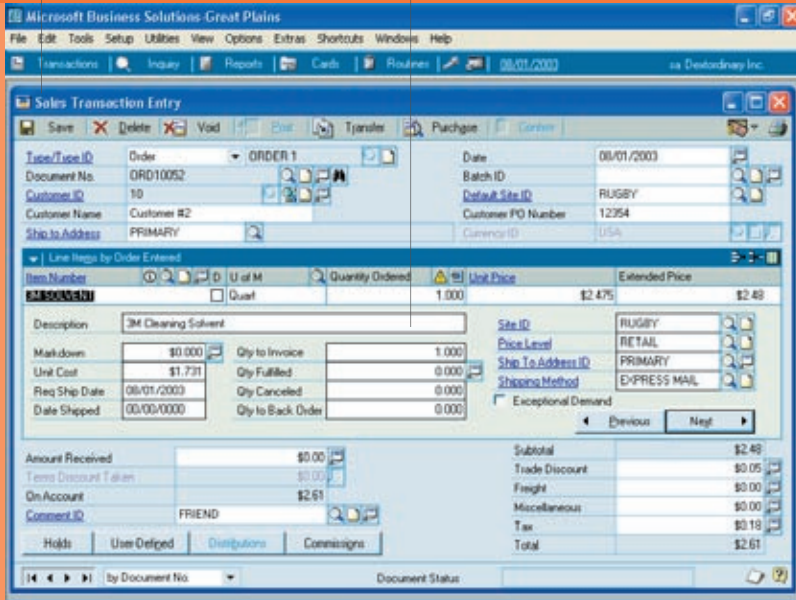 Microsoft Business Solutions-Great Plains
File Edit Tools Setup Utilities View Options Extras Shortcuts Windows Help
Transactions Inquiry Reports Cards Routines 08/01/2003 sa Dextordinary Inc.
Sales Transaction Entry
Save Delete Void Post Transfer Purchase Confirm
Type/Type ID Order ORDER 1 Date 08/01/2003
Document No. ORD10052 Batch ID
Customer ID 10 Default Site ID RUGBY
Customer Name Customer #2 Customer PO Number 12354
Ship to Address PRIMARY Currency ID USA
Line Items by Order Entered
Item Number D U of M Quantity Ordered Unit Price Extended Price
3M SOLVENT Quart 1.000 $2.475 $2.48
Description 3M Cleaning Solvent Site ID RUGBY
Price Level RETAIL
Markdown $0.000 Qty to Invoice 1.000 Ship To Address ID PRIMARY
Unit Cost $1.731 Qty Fulfilled 0.000 Shipping Method EXPRESS MAIL
Req Ship Date 08/01/2003 Qty Canceled 0.000 Exceptional Demand
Date Shipped 00/00/0000 Qty to Back Order 0.000 Previous Next
Amount Received $0.00 Subtotal $2.48
Terms Discount Taken $0.00 Trade Discount $0.05
On Account $2.61 Freight $0.00
Comment ID FRIEND Miscellaneous $0.00
Tax $0.18
Holds User-Defined Distributions Commissions Total $2.61
by Document No. Document Status